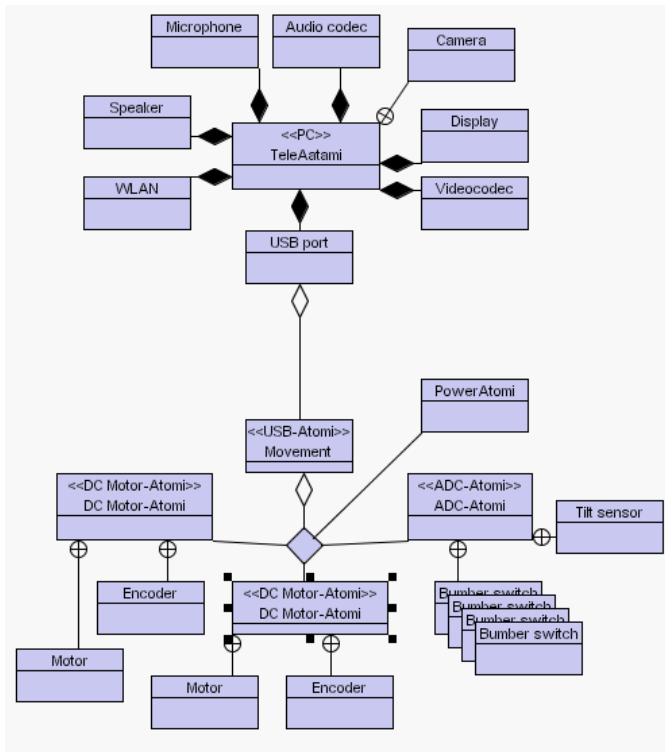 Microphone
Audio codec
Camera
Speaker
<<PC>>
TeleAatami
Display
WLAN
Videocodec
USB port
PowerAtomi
<<USB-Atomi>>
Movement
<<DC Motor-Atomi>>
DC Motor-Atomi
<<ADC-Atomi>>
ADC-Atomi
Tilt sensor
Encoder
<<DC Motor-Atomi>>
DC Motor-Atomi
Bumber switch
Bumber switch
Bumber switch
Bumber switch
Motor
Motor
Encoder